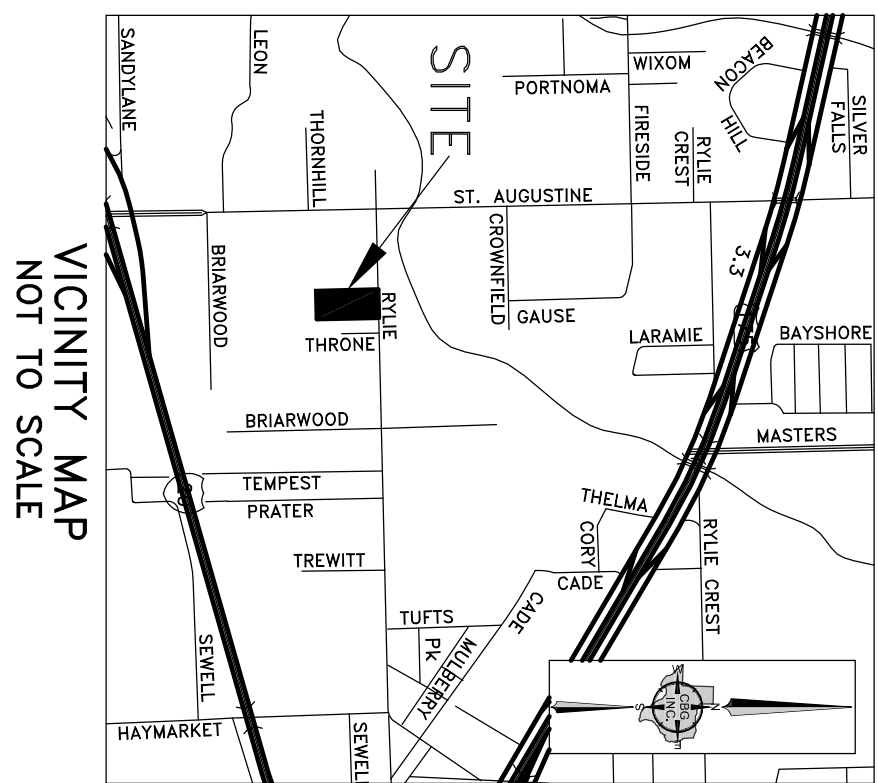 SANDYLANE
LEON
SITE
WIXOM
PORTNOMA
BEACON
HILL
SILVER
FALLS
THORNHILL
FIRESIDE
RYLIE
CREST
ST. AUGUSTINE
CROWNFIELD
BRIARWOOD
3.3
RYLIE
THRONE
GAUSE
LARAMIE
BAYSHORE
BRIARWOOD
MASTERS
TEMPEST
PRATER
THELMA
CORY
RYLIE CREST
TREWITT
CADE
CADE
TUFTS
Pk
MULBERRY
SEWELL
HAYMARKET
SEWELL
S
CBG
INC.
N
VICINITY MAP
NOT TO SCALE